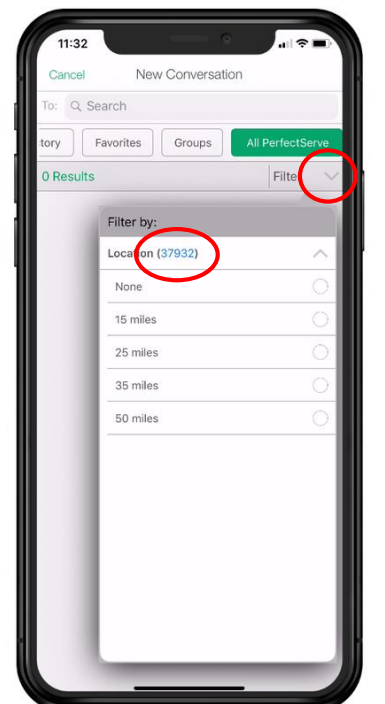 11:32
Cancel New Conversation
To: Search
tory Favorites Groups All PerfectServe
0 Results Filter
Filter by:
Location (37932)
None
15 miles
25 miles
35 miles
50 miles